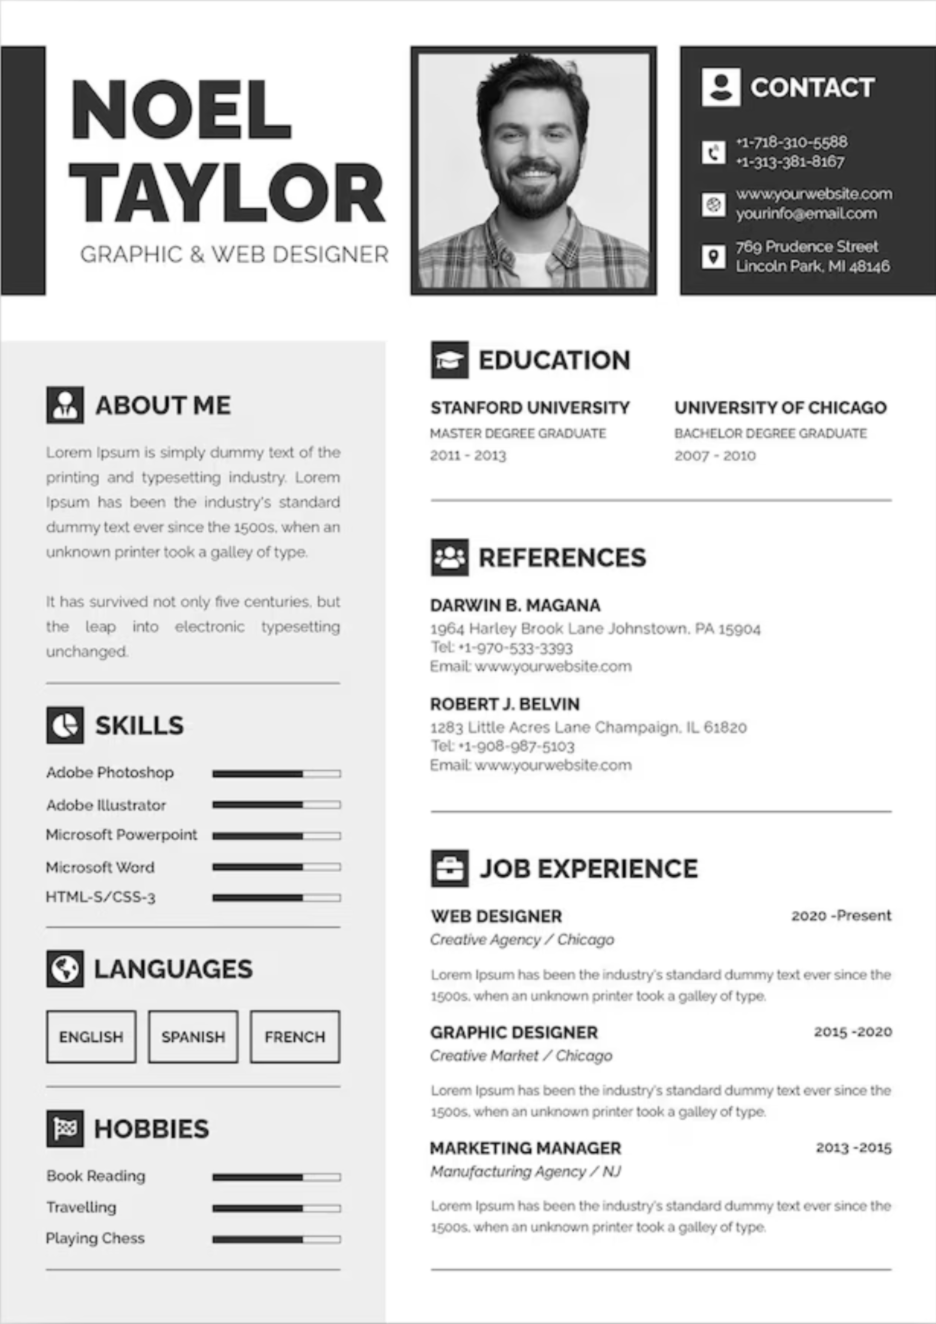 NOEL
TAYLOR
GRAPHIC & WEB DESIGNER
CONTACT
+1-718-310-5588
+1-313-381-8167
www.yourwebsite.com
yourinfo@email.com
769 Prudence Street
Lincoln Park, MI 48146
ABOUT ME
Lorem Ipsum is simply dummy text of the
printing and typesetting industry. Lorem
Ipsum has been the industry's standard
dummy text ever since the 1500s, when an
unknown printer took a galley of type.
It has survived not only five centuries, but
the leap into electronic typesetting
unchanged.
SKILLS
Adobe Photoshop
Adobe Illustrator
Microsoft Powerpoint
Microsoft Word
HTML-S/CSS-3
LANGUAGES
ENGLISH SPANISH FRENCH
HOBBIES
Book Reading
Travelling
Playing Chess
EDUCATION
STANFORD UNIVERSITY
MASTER DEGREE GRADUATE
2011 - 2013
UNIVERSITY OF CHICAGO
BACHELOR DEGREE GRADUATE
2007 - 2010
REFERENCES
DARWIN B. MAGANA
1964 Harley Brook Lane Johnstown, PA 15904
Tel: +1-970-533-3393
Email: www.yourwebsite.com
ROBERT J. BELVIN
1283 Little Acres Lane Champaign, IL 61820
Tel: +1-908-987-5103
Email: www.yourwebsite.com
JOB EXPERIENCE
WEB DESIGNER 2020 -Present
Creative Agency / Chicago
Lorem Ipsum has been the industry's standard dummy text ever since the
1500s, when an unknown printer took a galley of type.
GRAPHIC DESIGNER 2015 -2020
Creative Market / Chicago
Lorem Ipsum has been the industry's standard dummy text ever since the
1500s, when an unknown printer took a galley of type.
MARKETING MANAGER 2013 -2015
Manufacturing Agency / NJ
Lorem Ipsum has been the industry's standard dummy text ever since the
1500s, when an unknown printer took a galley of type.